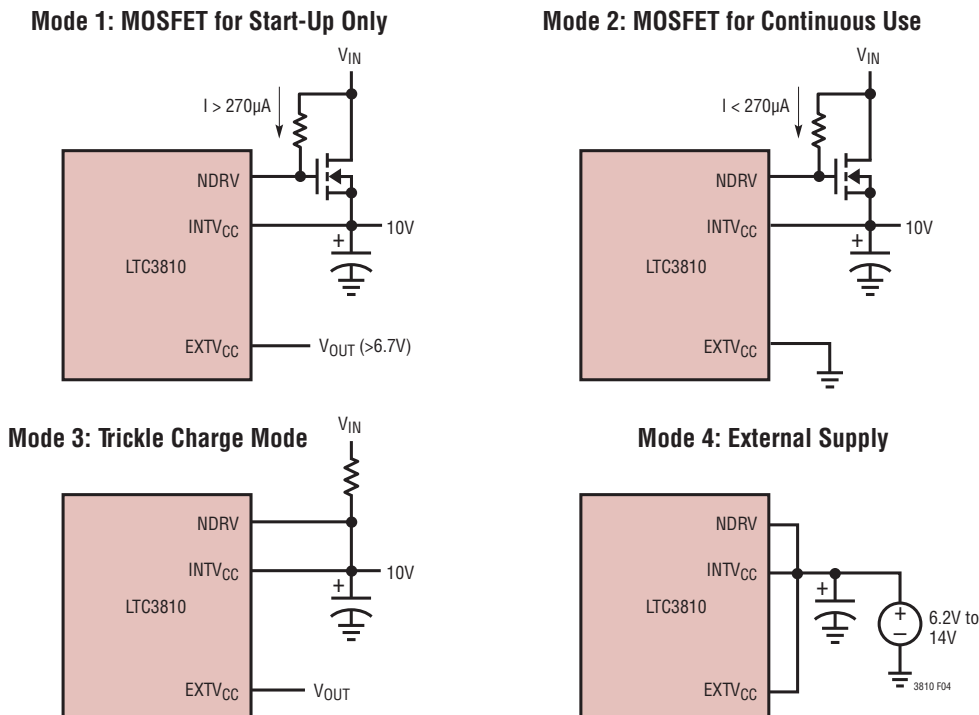 Mode 1: MOSFET for Start-Up Only
VIN
I > 270µA
NDRV
INTVCC
10V
+
LTC3810
EXTVCC
VOUT (>6.7V)
Mode 2: MOSFET for Continuous Use
VIN
I < 270µA
NDRV
INTVCC
10V
+
LTC3810
EXTVCC
Mode 3: Trickle Charge Mode
VIN
NDRV
INTVCC
10V
+
LTC3810
EXTVCC
VOUT
Mode 4: External Supply
NDRV
INTVCC
+
LTC3810
+
–
6.2V to
14V
EXTVCC
3810 F04